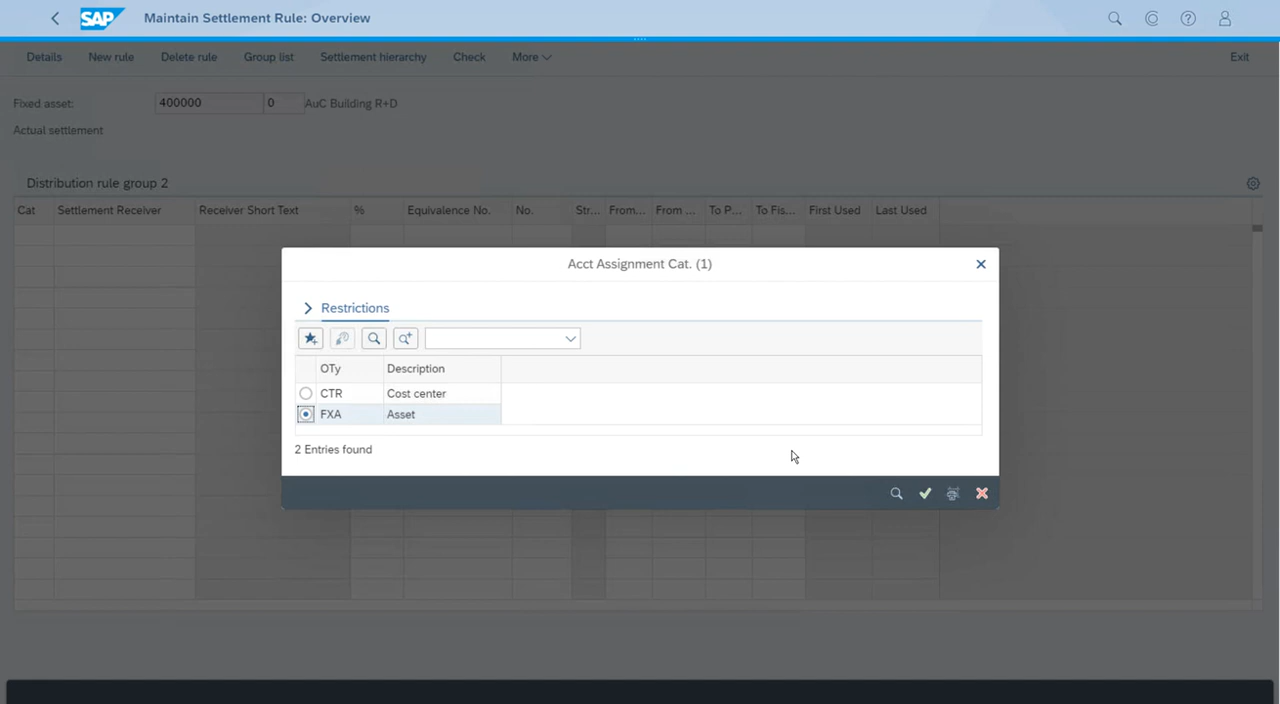 SAP Maintain Settlement Rule: Overview
Details New rule Delete rule Group list Settlement hierarchy Check More Exit
Fixed asset: 400000 0 AuC Building R+D
Actual settlement
Distribution rule group 2
Cat Settlement Receiver Receiver Short Text % Equivalence No. No. Str... From... From ... To P... To Fis... First Used Last Used
Acct Assignment Cat. (1)
Restrictions
OTy Description
CTR Cost center
FXA Asset
2 Entries found